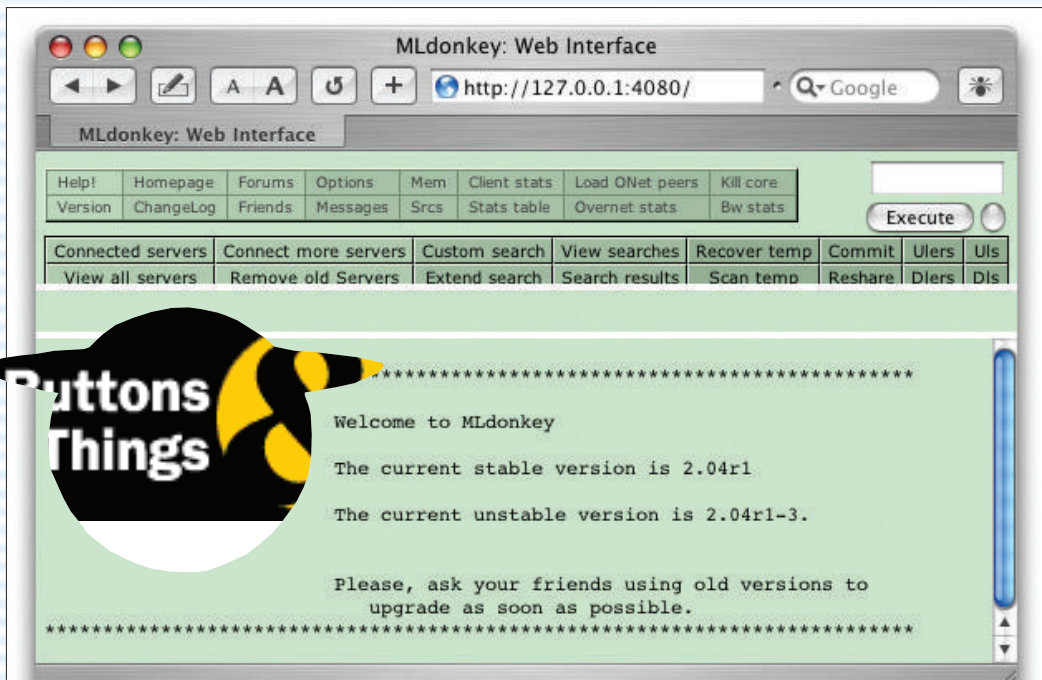 MLdonkey: Web Interface
A A http://127.0.0.1:4080/ Google
MLdonkey: Web Interface
Help! Homepage Forums Options Mem Client stats Load ONet peers Kill core
Version ChangeLog Friends Messages Srcs Stats table Overnet stats Bw stats
Execute
Connected servers Connect more servers Custom search View searches Recover temp Commit Ulers Uls
View all servers Remove old Servers Extend search Search results Scan temp Reshare Dlers Dls
Buttons &
Things
*********************************************
Welcome to MLdonkey
The current stable version is 2.04r1
The current unstable version is 2.04r1-3.
Please, ask your friends using old versions to
upgrade as soon as possible.
**************************************************************************